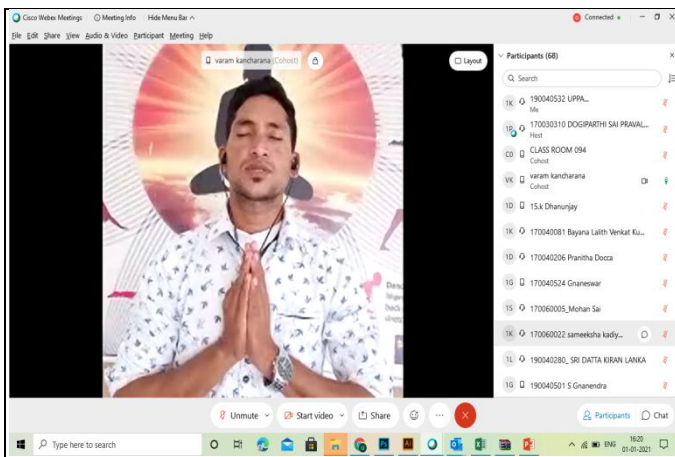 Cisco Webex Meetings Meeting Info Hide Menu Bar Connected
File Edit Share View Audio & Video Participant Meeting Help
varam kancharana (Cohost)
Layout
Participants (68)
Search
1K 190040532 UPPA...
Me
1P 170030310 DOGIPARTHI SAI PRAVAL...
Host
CO CLASS ROOM 094
Cohost
VK varam kancharana
Cohost
1D 15.k Dhanunjay
1K 170040081 Bayana Lalith Venkat Ku...
1D 170040206 Pranitha Docca
1G 170040524 Gnaneswar
1S 170060005_Mohan Sai
1K 170060022 sameeksha kadiy...
1L 190040280_ SRI DATTA KIRAN LANKA
1G 190040501 S Gnanendra
Unmute Start video Share
Participants Chat
Type here to search
ENG
1620
01-01-2021